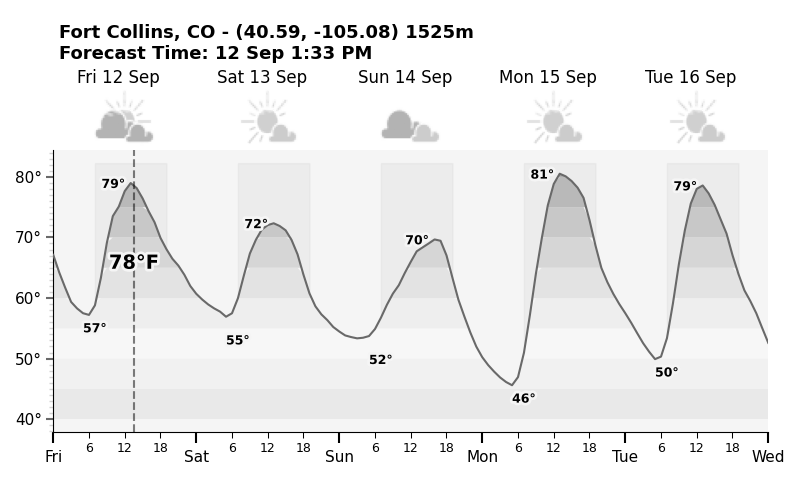 Fort Collins, CO - (40.59, -105.08) 1525m
Forecast Time: 12 Sep 1:33 PM
Fri 12 Sep Sat 13 Sep Sun 14 Sep Mon 15 Sep Tue 16 Sep
80° 79° 72° 70° 81° 79°
70°
78°F
60°
57° 55° 52° 46° 50°
50°
40°
6 12 18 6 12 18 6 12 18 6 12 18 6 12 18
Fri Sat Sun Mon Tue Wed